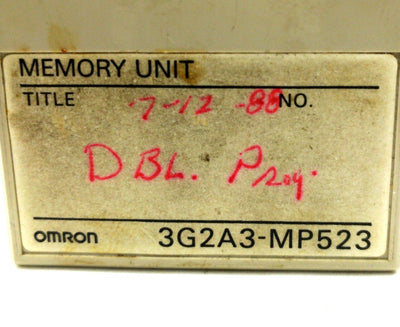 MEMORY UNIT
TITLE -7-12-88 NO.
DBL. Prog.
OMRON 3G2A3-MP523